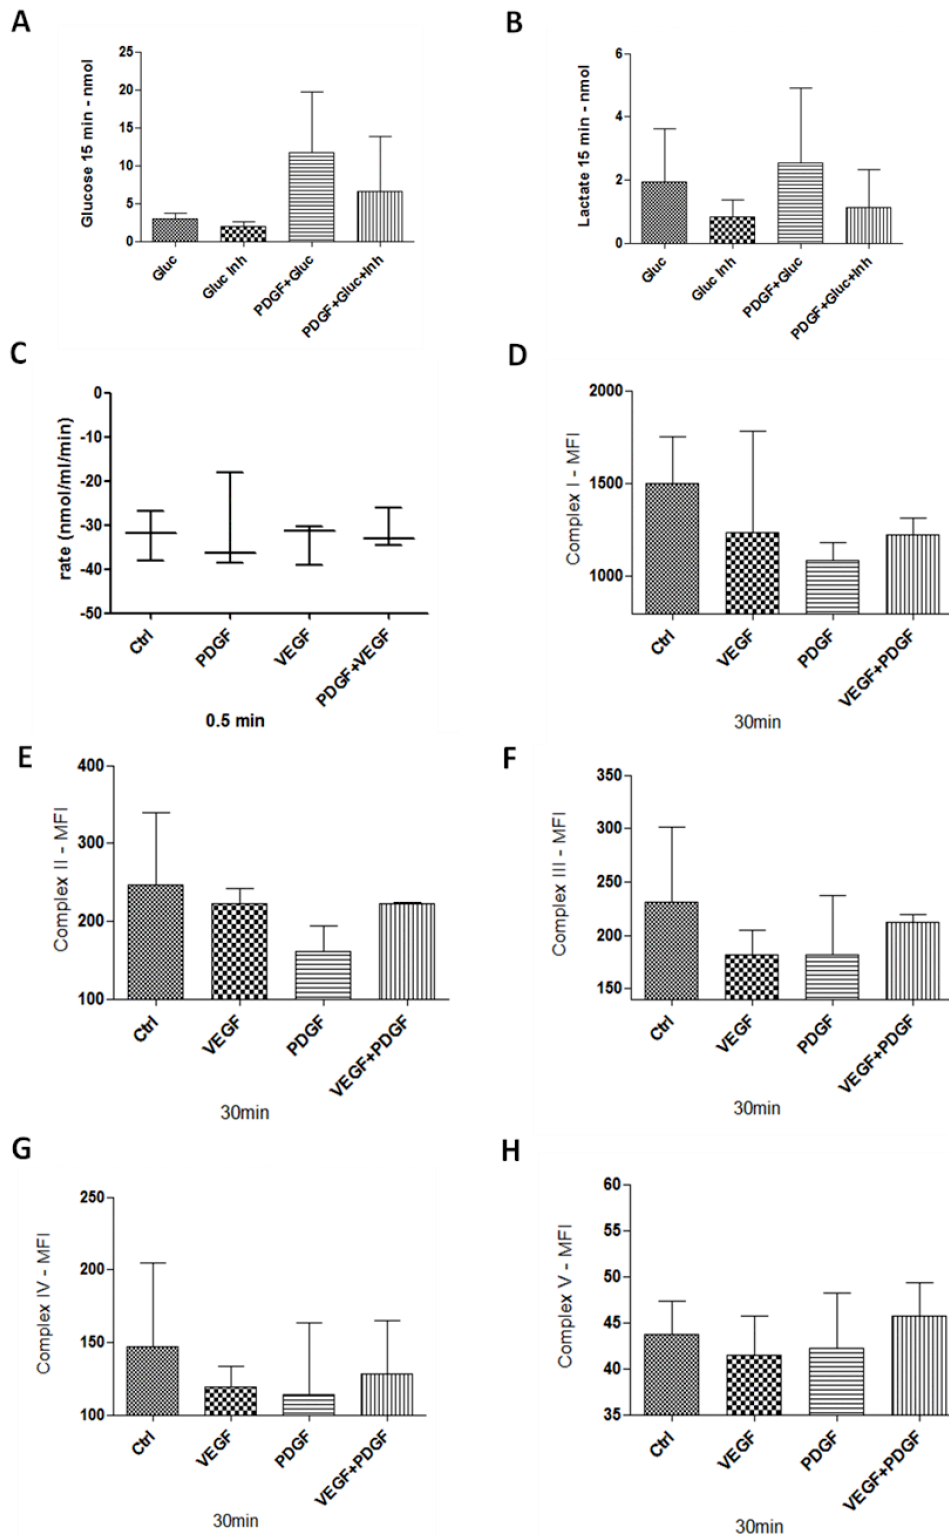 A
Glucose 15 min - nmol
25
20
15
10
5
0
Gluc
Gluc Inh
PDGF+Gluc
PDGF+Gluc+Inh
B
Lactate 15 min - nmol
6
4
2
0
Gluc
Gluc Inh
PDGF+Gluc
PDGF+Gluc+Inh
C
rate (nmol/ml/min)
0
-10
-20
-30
-40
-50
Ctrl
PDGF
VEGF
PDGF+VEGF
0.5 min
D
Complex I - MFI
2000
1500
1000
Ctrl
VEGF
PDGF
VEGF+PDGF
30min
E
Complex II - MFI
400
300
200
100
Ctrl
VEGF
PDGF
VEGF+PDGF
30min
F
Complex III - MFI
350
300
250
200
150
Ctrl
VEGF
PDGF
VEGF+PDGF
30min
G
Complex IV - MFI
250
200
150
100
Ctrl
VEGF
PDGF
VEGF+PDGF
30min
H
Complex V - MFI
60
55
50
45
40
35
Ctrl
VEGF
PDGF
VEGF+PDGF
30min